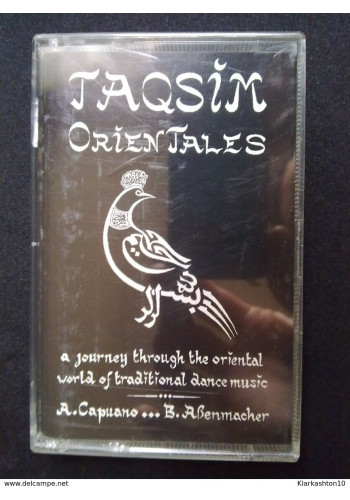 TAQSiM
ORiENTALES
a journey through the oriental
world of traditional dance music
A.Capuano ... B.Aßenmacher
www.delcampe.net
Klarkashton10